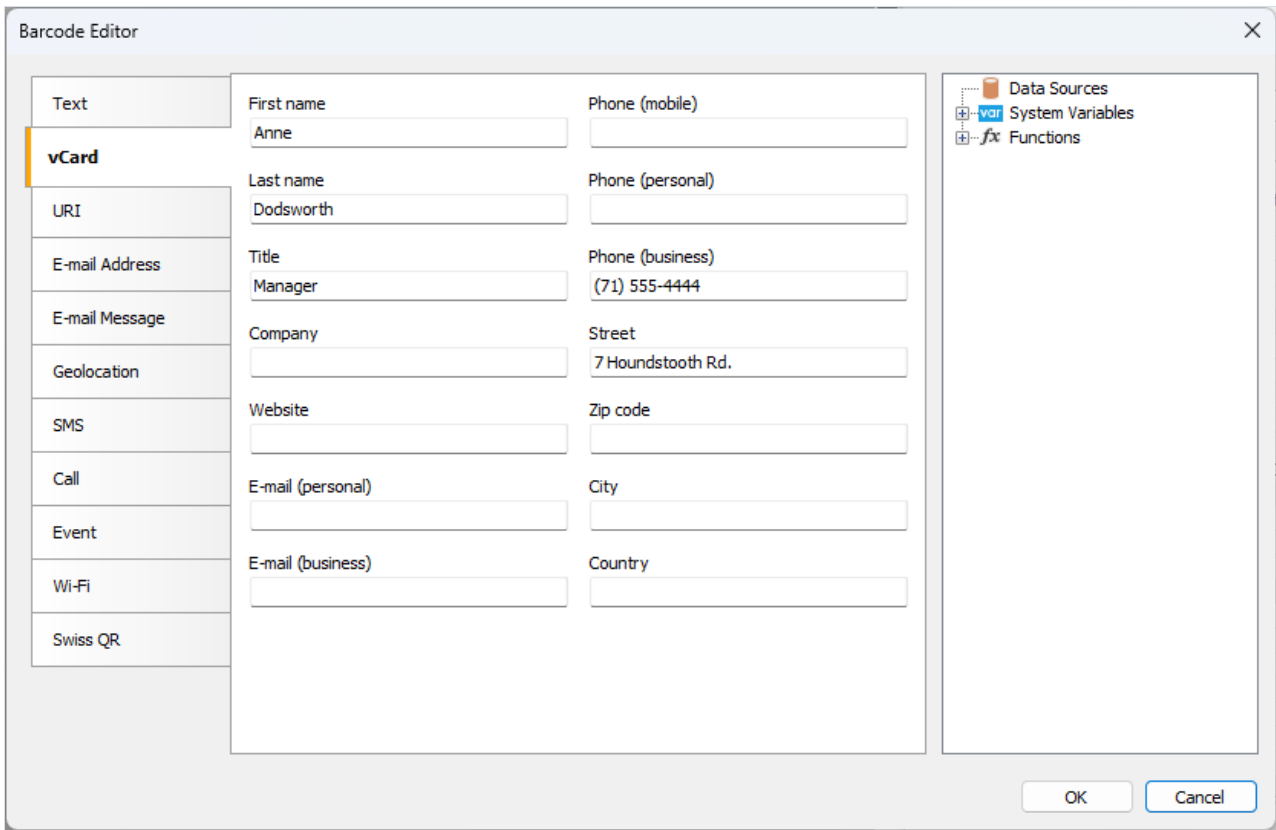 Barcode Editor
Text
vCard
URI
E-mail Address
E-mail Message
Geolocation
SMS
Call
Event
Wi-Fi
Swiss QR
First name
Anne
Last name
Dodsworth
Title
Manager
Company
Website
E-mail (personal)
E-mail (business)
Phone (mobile)
Phone (personal)
Phone (business)
(71) 555-4444
Street
7 Houndstooth Rd.
Zip code
City
Country
Data Sources
var System Variables
fx Functions
OK
Cancel